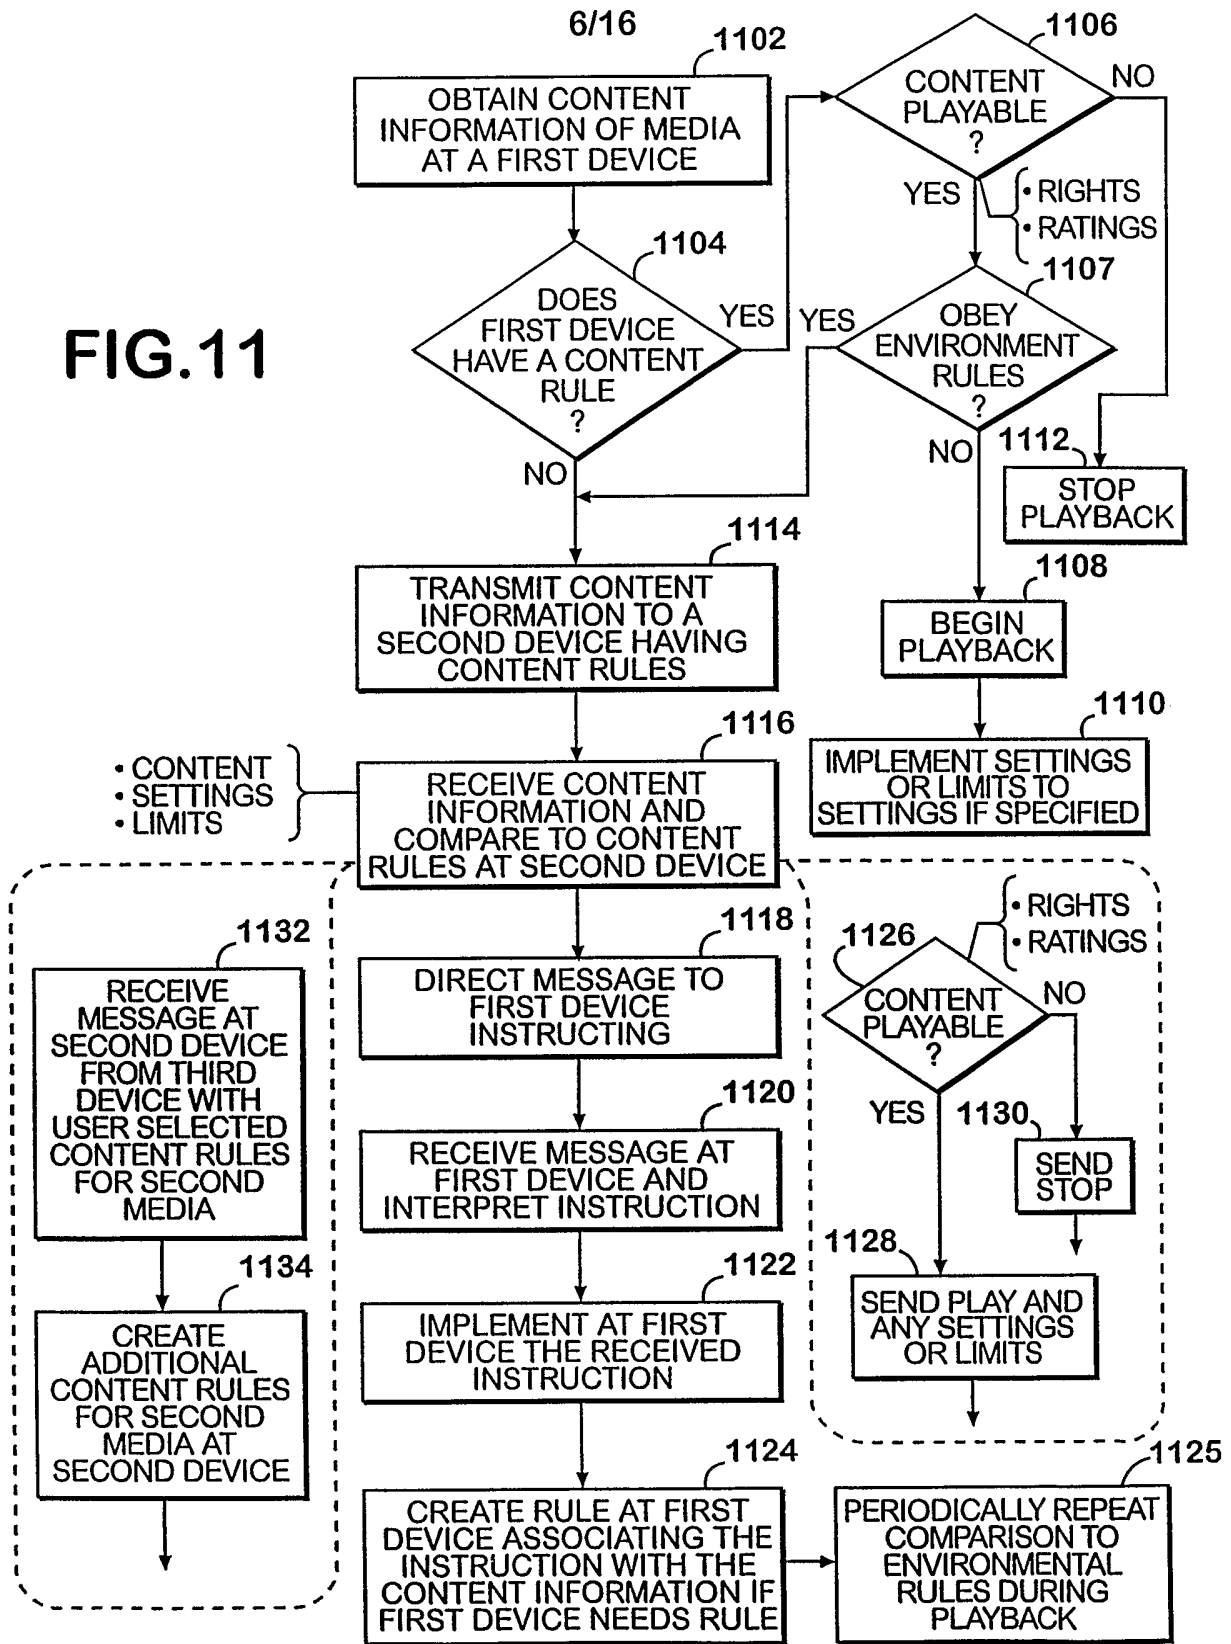 6/16
1102
OBTAIN CONTENT
INFORMATION OF MEDIA
AT A FIRST DEVICE
1106
CONTENT
PLAYABLE
?
NO
YES
• RIGHTS
• RATINGS
1104
DOES
FIRST DEVICE
HAVE A CONTENT
RULE
?
YES
NO
1107
OBEY
ENVIRONMENT
RULES
?
YES
NO
FIG.11
1112
STOP
PLAYBACK
1114
TRANSMIT CONTENT
INFORMATION TO A
SECOND DEVICE HAVING
CONTENT RULES
1108
BEGIN
PLAYBACK
1110
IMPLEMENT SETTINGS
OR LIMITS TO
SETTINGS IF SPECIFIED
1116
• CONTENT
• SETTINGS
• LIMITS
RECEIVE CONTENT
INFORMATION AND
COMPARE TO CONTENT
RULES AT SECOND DEVICE
1132
RECEIVE
MESSAGE AT
SECOND DEVICE
FROM THIRD
DEVICE WITH
USER SELECTED
CONTENT RULES
FOR SECOND
MEDIA
1134
CREATE
ADDITIONAL
CONTENT RULES
FOR SECOND
MEDIA AT
SECOND DEVICE
1118
DIRECT MESSAGE TO
FIRST DEVICE
INSTRUCTING
1120
RECEIVE MESSAGE AT
FIRST DEVICE AND
INTERPRET INSTRUCTION
1122
IMPLEMENT AT FIRST
DEVICE THE RECEIVED
INSTRUCTION
1124
CREATE RULE AT FIRST
DEVICE ASSOCIATING THE
INSTRUCTION WITH THE
CONTENT INFORMATION IF
FIRST DEVICE NEEDS RULE
1126
• RIGHTS
• RATINGS
CONTENT
PLAYABLE
?
NO
YES
1130
SEND
STOP
1128
SEND PLAY AND
ANY SETTINGS
OR LIMITS
1125
PERIODICALLY REPEAT
COMPARISON TO
ENVIRONMENTAL
RULES DURING
PLAYBACK